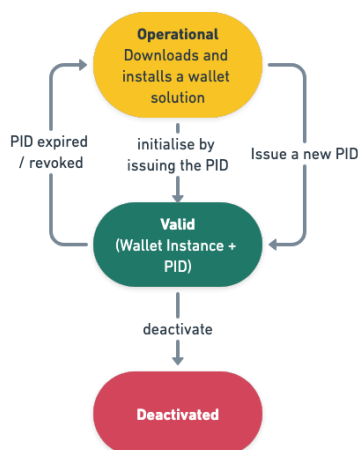 Operational
Downloads and
installs a wallet
solution
PID expired
/ revoked
initialise by
issuing the PID
Issue a new PID
Valid
(Wallet Instance +
PID)
deactivate
Deactivated